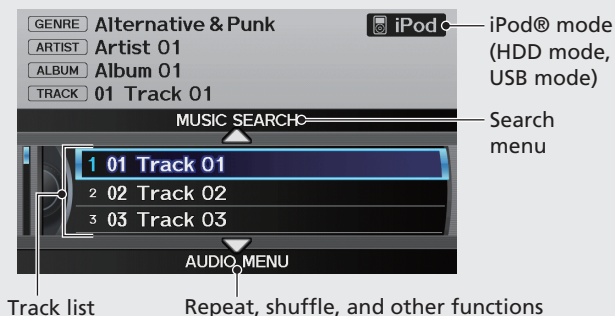 GENRE Alternative & Punk
iPod
iPod® mode
(HDD mode,
USB mode)
ARTIST Artist 01
ALBUM Album 01
TRACK 01 Track 01
MUSIC SEARCH
Search
menu
1 01 Track 01
2 02 Track 02
3 03 Track 03
AUDIO MENU
Track list
Repeat, shuffle, and other functions